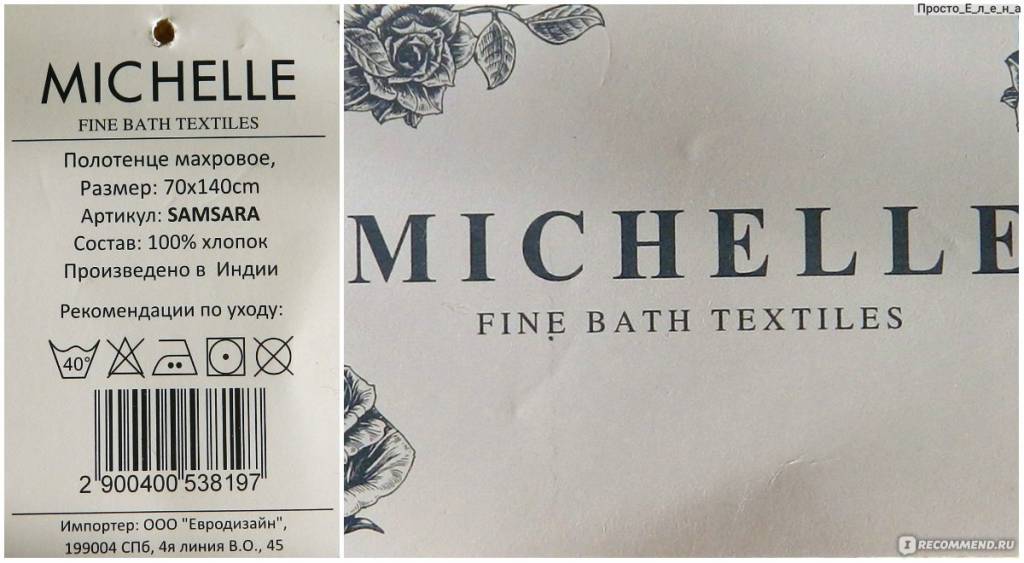 MICHELLE
FINE BATH TEXTILES
Полотенце махровое,
Размер: 70x140cm
Артикул: SAMSARA
Состав: 100% хлопок
Произведено в Индии
Рекомендации по уходу:
40°
2 900400 538197
Импортер: ООО "Евродизайн",
199004 СПб, 4я линия В.О., 45
Просто_Е_л_е_н_а
MICHELLE
FINE BATH TEXTILES
IRECOMMEND.RU